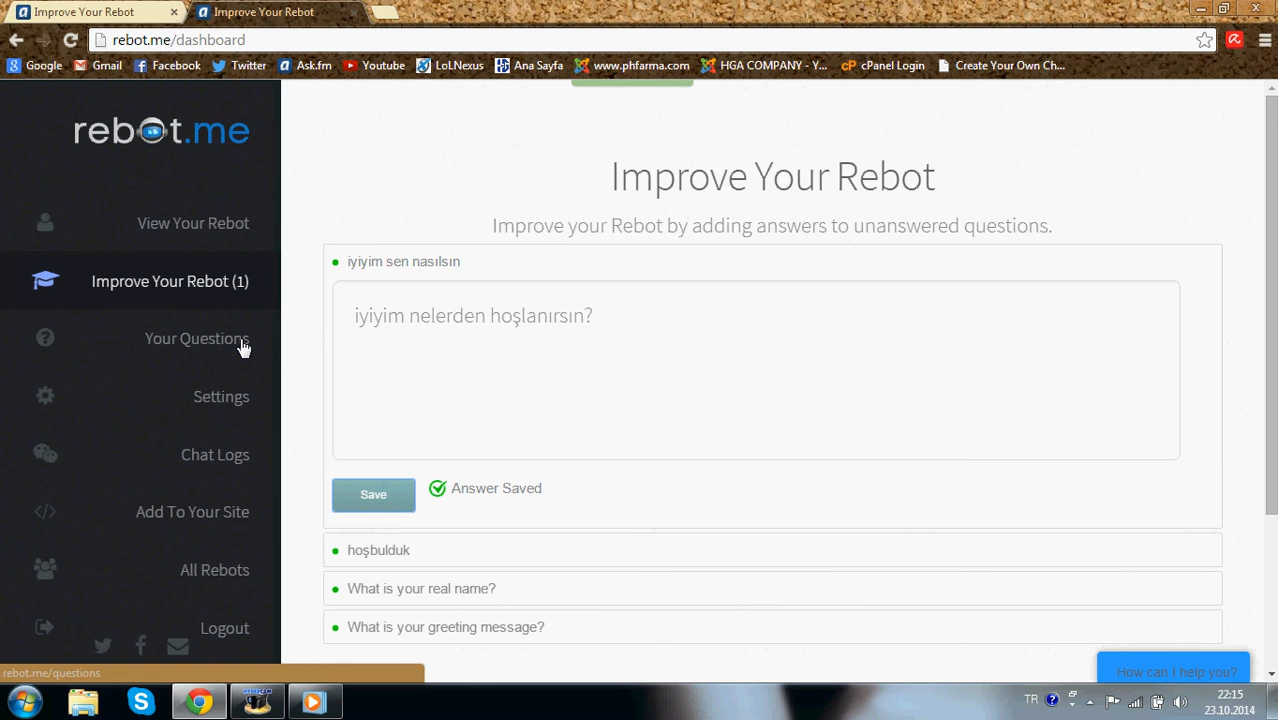 Improve Your Rebot
Improve Your Rebot
rebot.me/dashboard
Google
Gmail
Facebook
Twitter
Ask.fm
Youtube
LoLNexus
Ana Sayfa
www.phfarma.com
HGA COMPANY - Y...
cPanel Login
Create Your Own Ch...
rebot.me
View Your Rebot
Improve Your Rebot (1)
Your Questions
Settings
Chat Logs
Add To Your Site
All Rebots
Logout
rebot.me/questions
Improve Your Rebot
Improve your Rebot by adding answers to unanswered questions.
iyiyim sen nasılsın
iyiyim nelerden hoşlanırsın?
Save
Answer Saved
hoşbulduk
What is your real name?
What is your greeting message?
How can I help you?
TR
22:15
23.10.2014